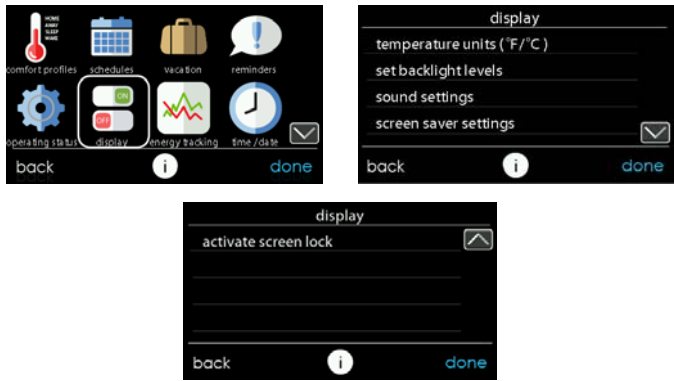 HOME
AWAY
SLEEP
WAKE
comfort profiles schedules vacation reminders
ON
OFF
operating status display energy tracking time / date
back i done
display
temperature units (°F/°C )
set backlight levels
sound settings
screen saver settings
back i done
display
activate screen lock
back i done